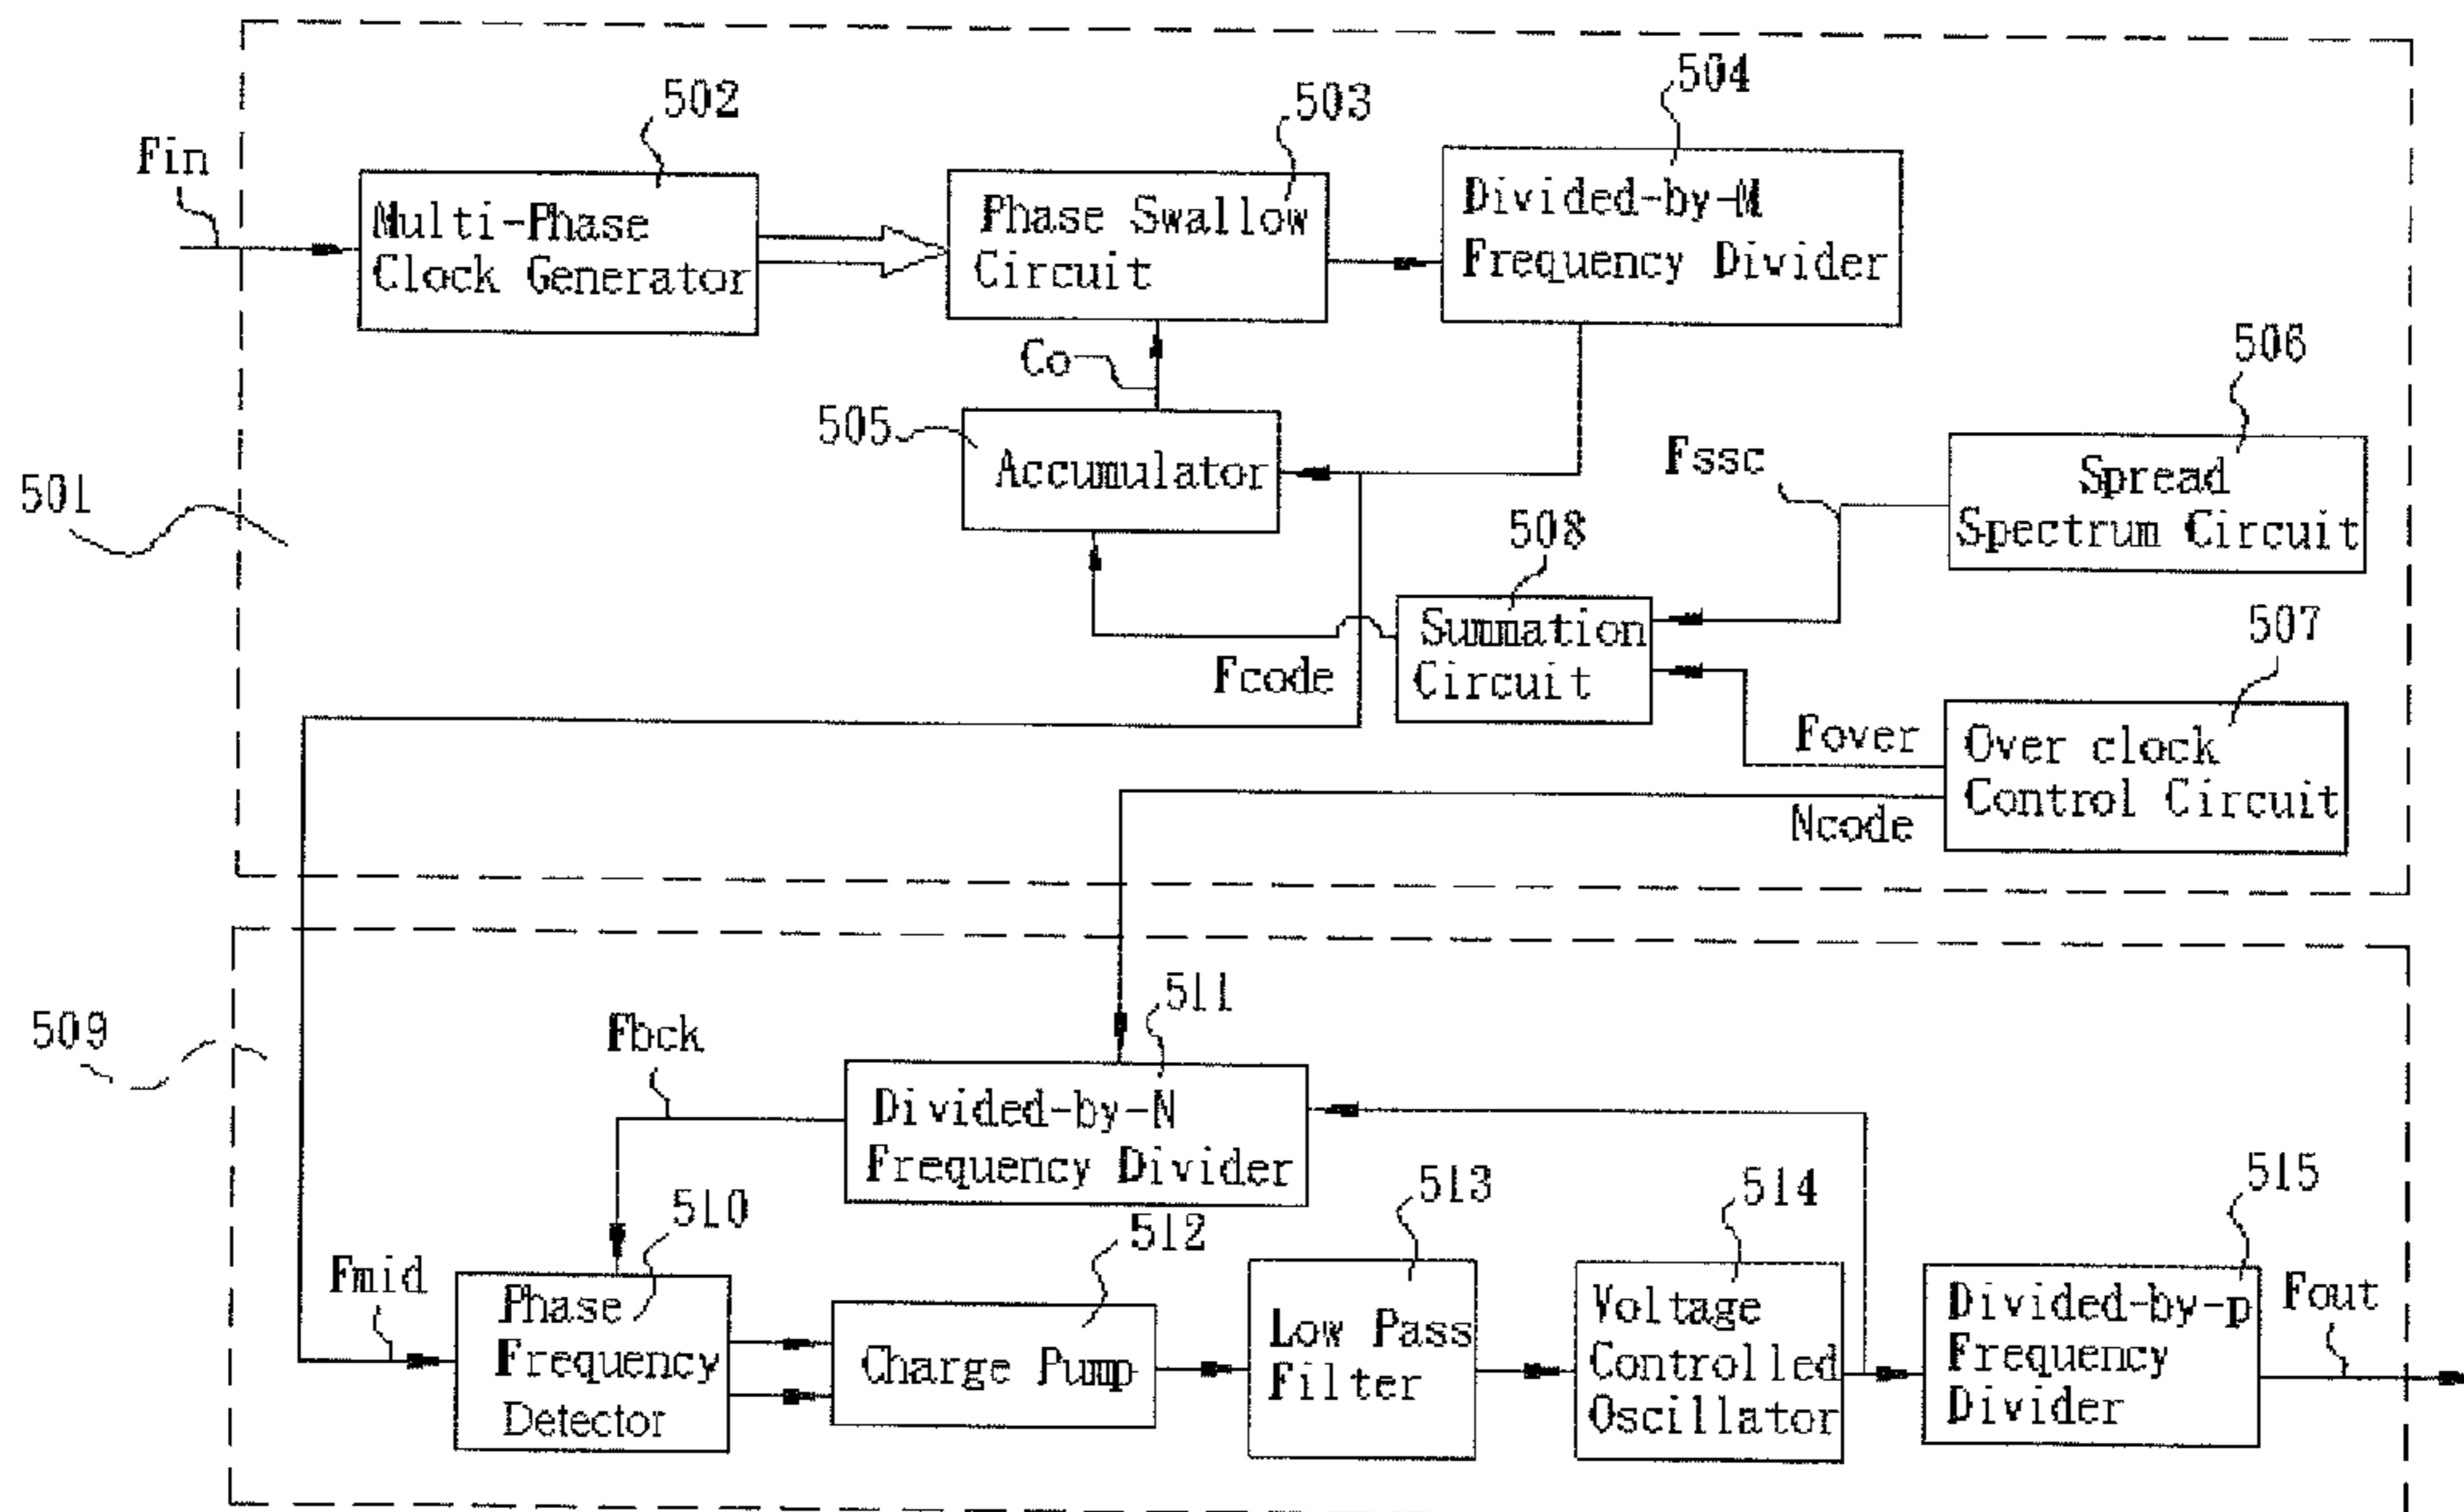 502
503
504
Fin
Multi-Phase
Clock Generator
Phase Swallow
Circuit
Divided-by-M
Frequency Divider
Co
505
Accumulator
506
Fssc
Spread
Spectrum Circuit
501
508
Summation
Circuit
Fcode
507
Fover
Over clock
Control Circuit
Ncode
509
511
Fbck
Divided-by-N
Frequency Divider
510
512
513
514
515
Fmid
Phase
Frequency
Detector
Charge Pump
Low Pass
Filter
Voltage
Controlled
Oscillator
Divided-by-p
Frequency
Divider
Fout